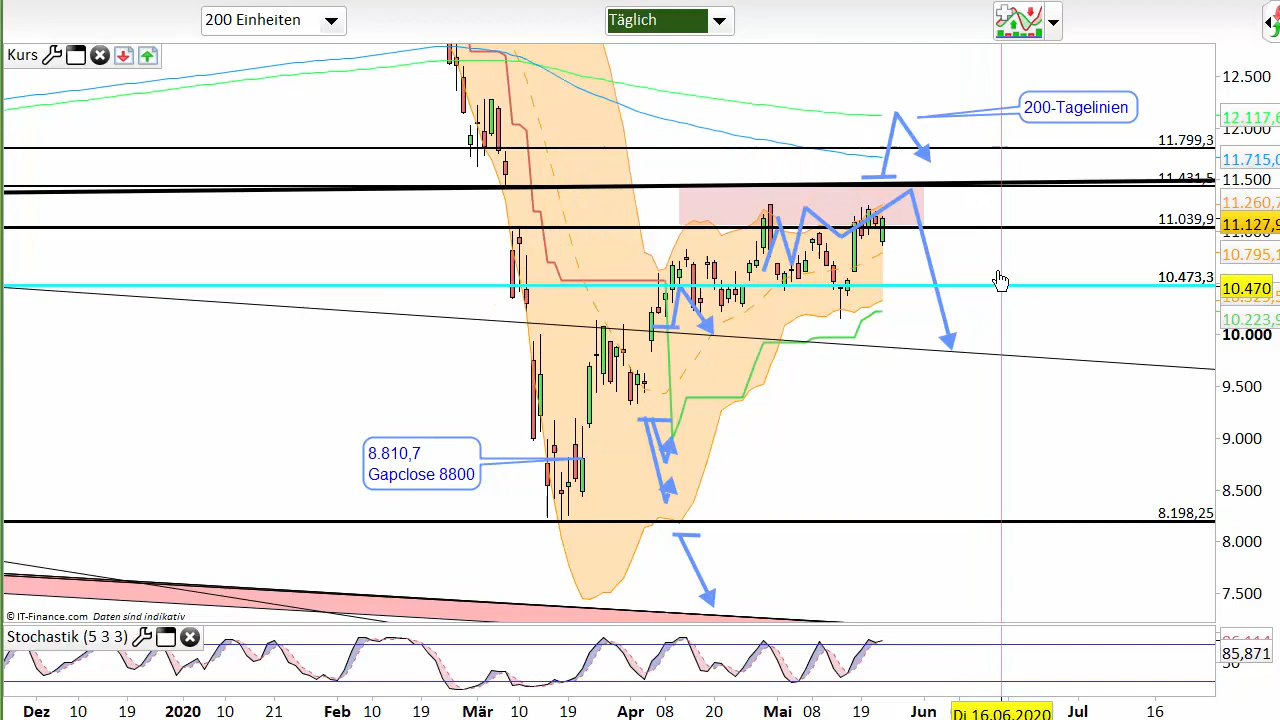 200 Einheiten
Täglich
Kurs
12.500
200-Tagelinien
12.117,6
12.000
11.799,3
11.715,0
11.431,5
11.500
11.260,7
11.039,9
11.127,9
10.795,1
10.473,3
10.470
10.223,9
10.000
9.500
9.000
8.810,7
Gapclose 8800
8.500
8.198,25
8.000
7.500
© IT-Finance.com Daten sind indikativ
Stochastik (5 3 3)
85,871
Dez 10 19 2020 10 21 Feb 10 19 Mär 10 19 Apr 08 20 Mai 08 19 Jun Di 16.06.2020 Jul 16